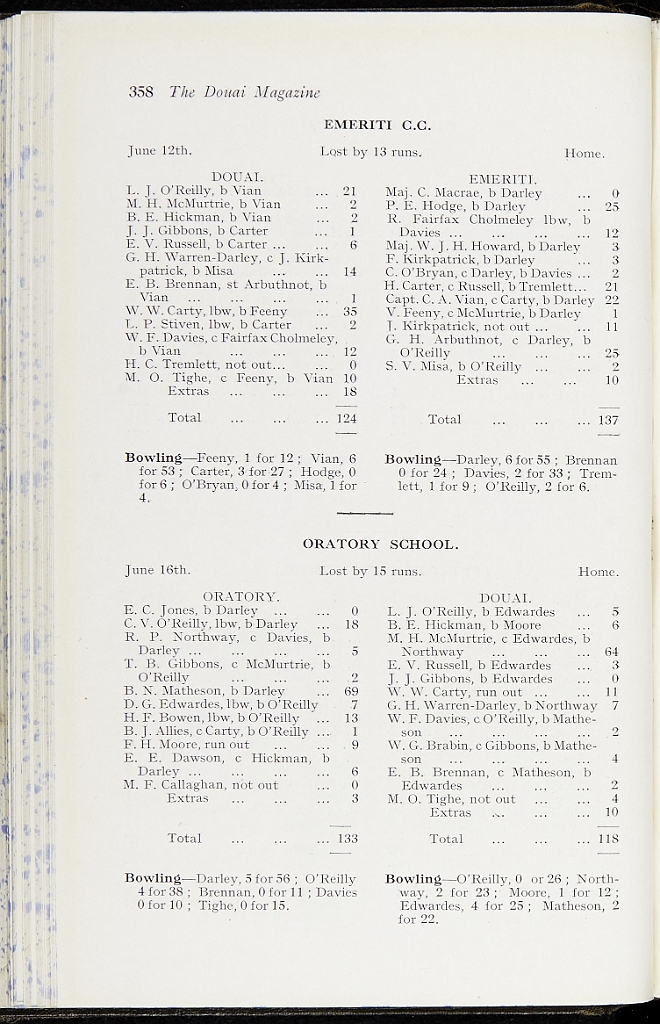 358 The Douai Magazine
EMERITI C.C.
June 12th. Lost by 13 runs. Home.
DOUAI.
L. J. O'Reilly, b Vian ... 21
M. H. McMurtrie, b Vian ... 2
B. E. Hickman, b Vian ... 2
J. J. Gibbons, b Carter ... 1
E. V. Russell, b Carter ... ... 6
G. H. Warren-Darley, c J. Kirk-
patrick, b Misa ... ... 14
E. B. Brennan, st Arbuthnot, b
Vian ... ... ... ... 1
W. W. Carty, lbw, b Feeny ... 35
L. P. Stiven, lbw, b Carter ... 2
W. F. Davies, c Fairfax Cholmeley,
b Vian ... ... ... 12
H. C. Tremlett, not out... ... 0
M. O. Tighe, c Feeny, b Vian 10
Extras ... ... ... 18
Total ... ... ... 124
Bowling—Feeny, 1 for 12 ; Vian, 6
for 53 ; Carter, 3 for 27 ; Hodge, 0
for 6 ; O'Bryan, 0 for 4 ; Misa, 1 for
4.
EMERITI.
Maj. C. Macrae, b Darley ... 0
P. E. Hodge, b Darley ... 25
R. Fairfax Cholmeley lbw, b
Davies ... ... ... ... 12
Maj. W. J. H. Howard, b Darley 3
F. Kirkpatrick, b Darley ... 3
C. O'Bryan, c Darley, b Davies ... 2
H. Carter, c Russell, b Tremlett... 21
Capt. C. A. Vian, c Carty, b Darley 22
V. Feeny, c McMurtrie, b Darley 1
J. Kirkpatrick, not out ... ... 11
G. H. Arbuthnot, c Darley, b
O'Reilly ... ... ... 25
S. V. Misa, b O'Reilly ... ... 2
Extras ... ... 10
Total ... ... ... 137
Bowling—Darley, 6 for 55 ; Brennan
0 for 24 ; Davies, 2 for 33 ; Trem-
lett, 1 for 9 ; O'Reilly, 2 for 6.
ORATORY SCHOOL.
June 16th. Lost by 15 runs. Home.
ORATORY.
E. C. Jones, b Darley ... ... 0
C. V. O'Reilly, lbw, b Darley ... 18
R. P. Northway, c Davies, b
Darley ... ... ... ... 5
T. B. Gibbons, c McMurtrie, b
O'Reilly ... ... ... 2
B. N. Matheson, b Darley ... 69
D. G. Edwardes, lbw, b O'Reilly 7
H. F. Bowen, lbw, b O'Reilly ... 13
B. J. Allies, c Carty, b O'Reilly ... 1
F. H. Moore, run out ... ... 9
E. E. Dawson, c Hickman, b
Darley ... ... ... ... 6
M. F. Callaghan, not out ... 0
Extras ... ... ... 3
Total ... ... ... 133
Bowling—Darley, 5 for 56 ; O'Reilly
4 for 38 ; Brennan, 0 for 11 ; Davies
0 for 10 ; Tighe, 0 for 15.
DOUAI.
L. J. O'Reilly, b Edwardes ... 5
B. E. Hickman, b Moore ... 6
M. H. McMurtrie, c Edwardes, b
Northway ... ... ... 64
E. V. Russell, b Edwardes ... 3
J. J. Gibbons, b Edwardes ... 0
W. W. Carty, run out ... ... 11
G. H. Warren-Darley, b Northway 7
W. F. Davies, c O'Reilly, b Mathe-
son ... ... ... ... 2
W. G. Brabin, c Gibbons, b Mathe-
son ... ... ... ... 4
E. B. Brennan, c Matheson, b
Edwardes ... ... ... 2
M. O. Tighe, not out ... ... 4
Extras ... ... ... 10
Total ... ... ... 118
Bowling—O'Reilly, 0 or 26 ; North-
way, 2 for 23 ; Moore, 1 for 12 ;
Edwardes, 4 for 25 ; Matheson, 2
for 22.